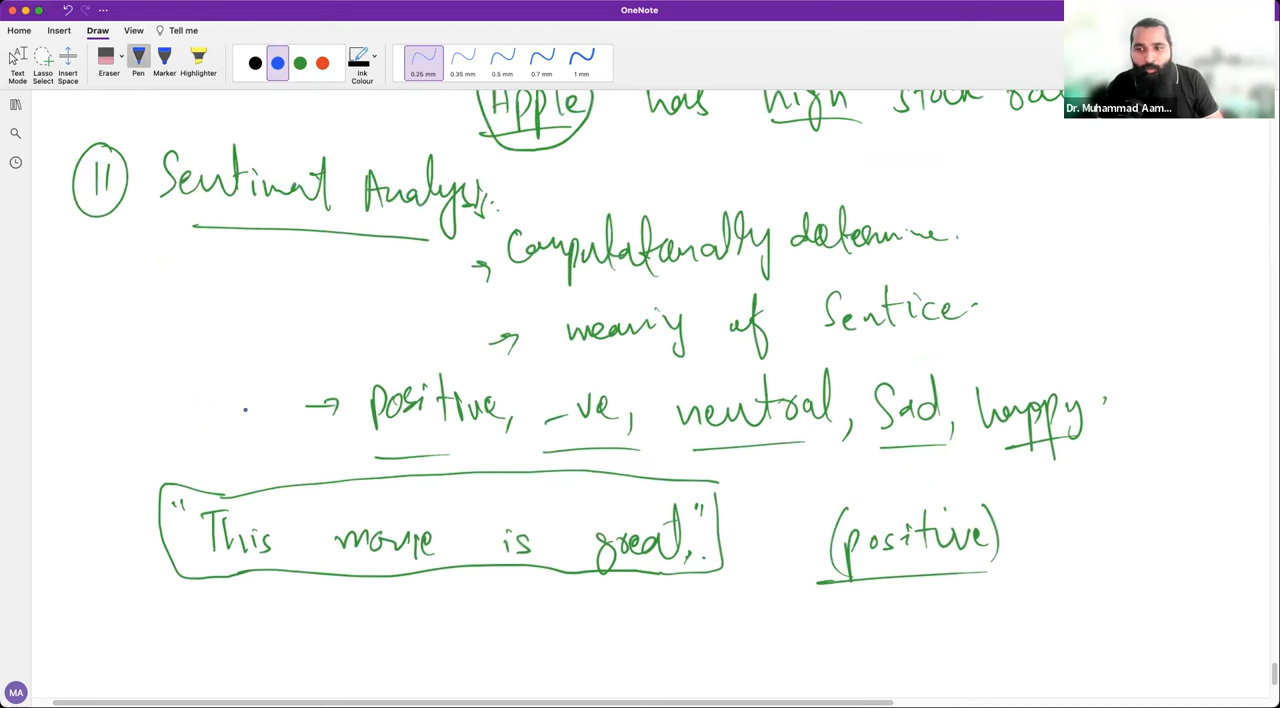 OneNote
Home Insert Draw View Tell me
Text Mode Lasso Select Insert Space Eraser Pen Marker Highlighter Ink Colour 0.25 mm 0.35 mm 0.5 mm 0.7 mm 1 mm
Dr. Muhammad Aam...
Apple has high stock
11 Sentiment Analysis.
→ Computationally determine.
→ meaning of Sentice
→ positive, -ve, neutral, Sad, happy
"This movie is great," (positive)
MA